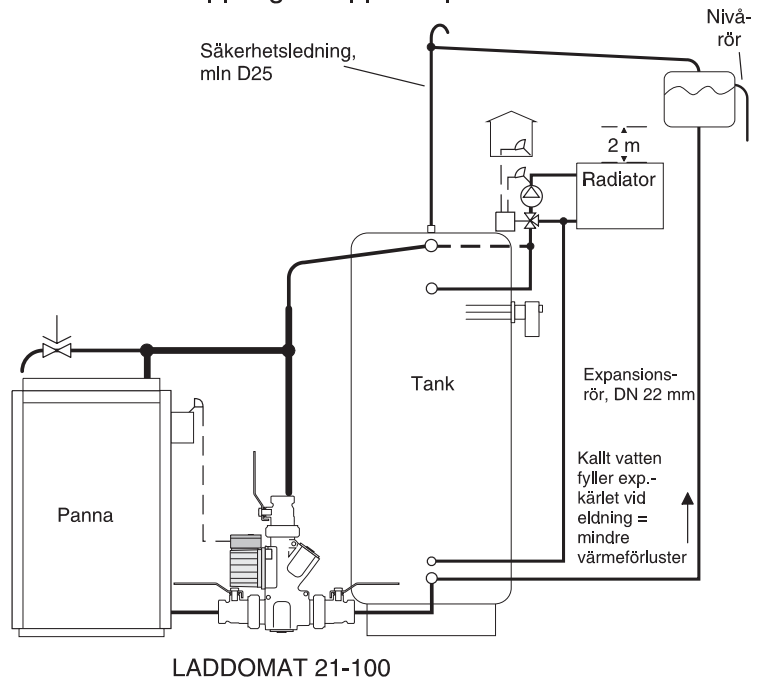 Säkerhetsledning,
mln D25
Nivå-
rör
2 m
Radiator
Tank
Expansions-
rör, DN 22 mm
Kallt vatten
fyller exp.-
kärlet vid
eldning =
mindre
värmeförluster
Panna
LADDOMAT 21-100